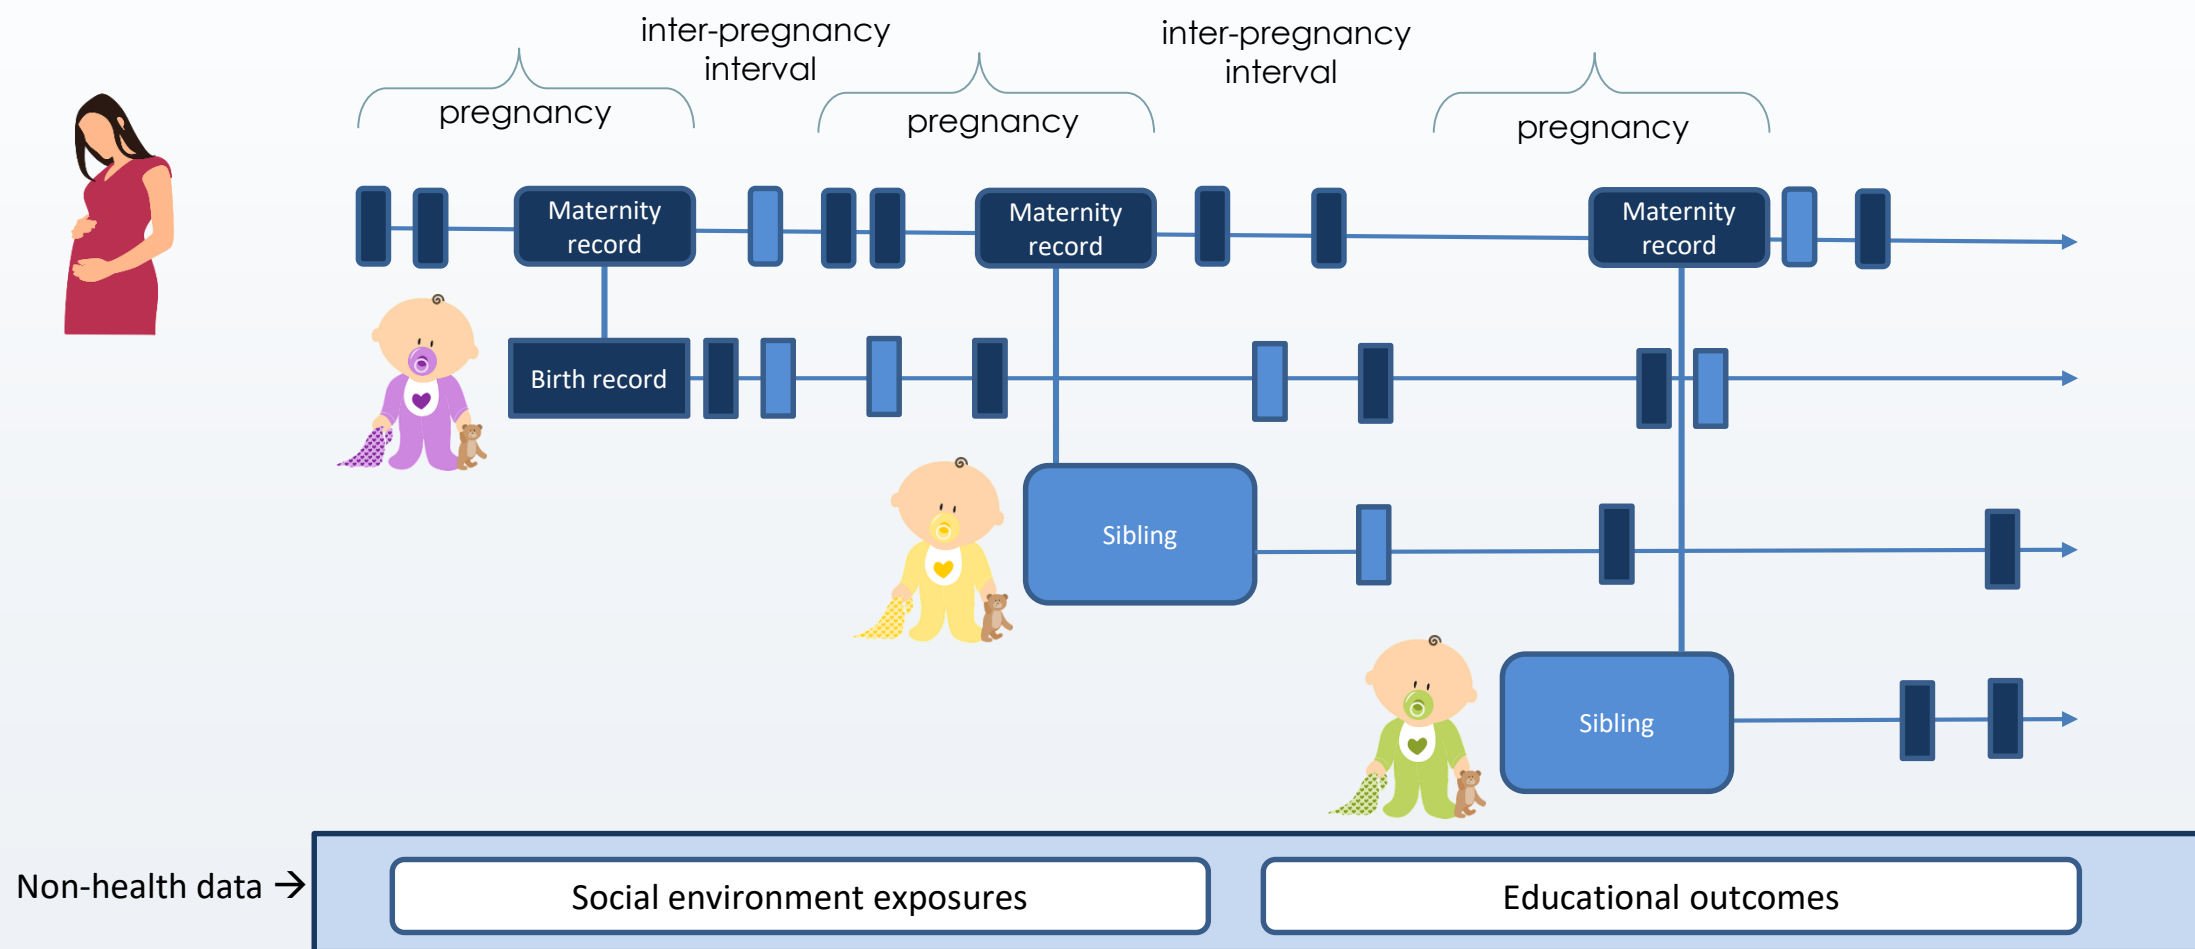 inter-pregnancy
interval
inter-pregnancy
interval
pregnancy
pregnancy
pregnancy
Maternity
record
Maternity
record
Maternity
record
Birth record
Sibling
Sibling
Non-health data →
Social environment exposures
Educational outcomes